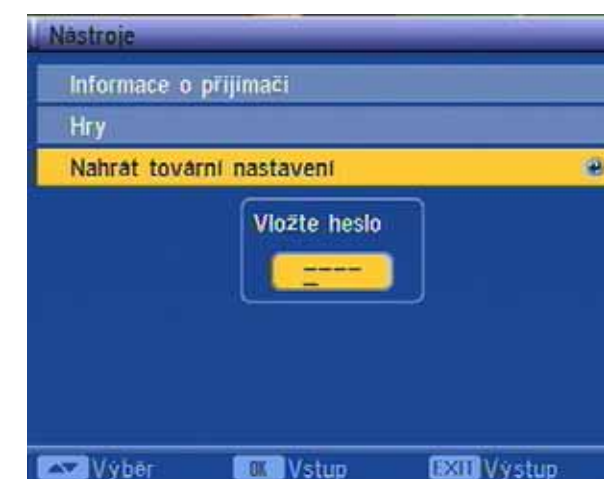 Nástroje
Informace o přijímači
Hry
Nahrát tovární nastavení
Vložte heslo
----
Výběr OK Vstup EXIT Výstup